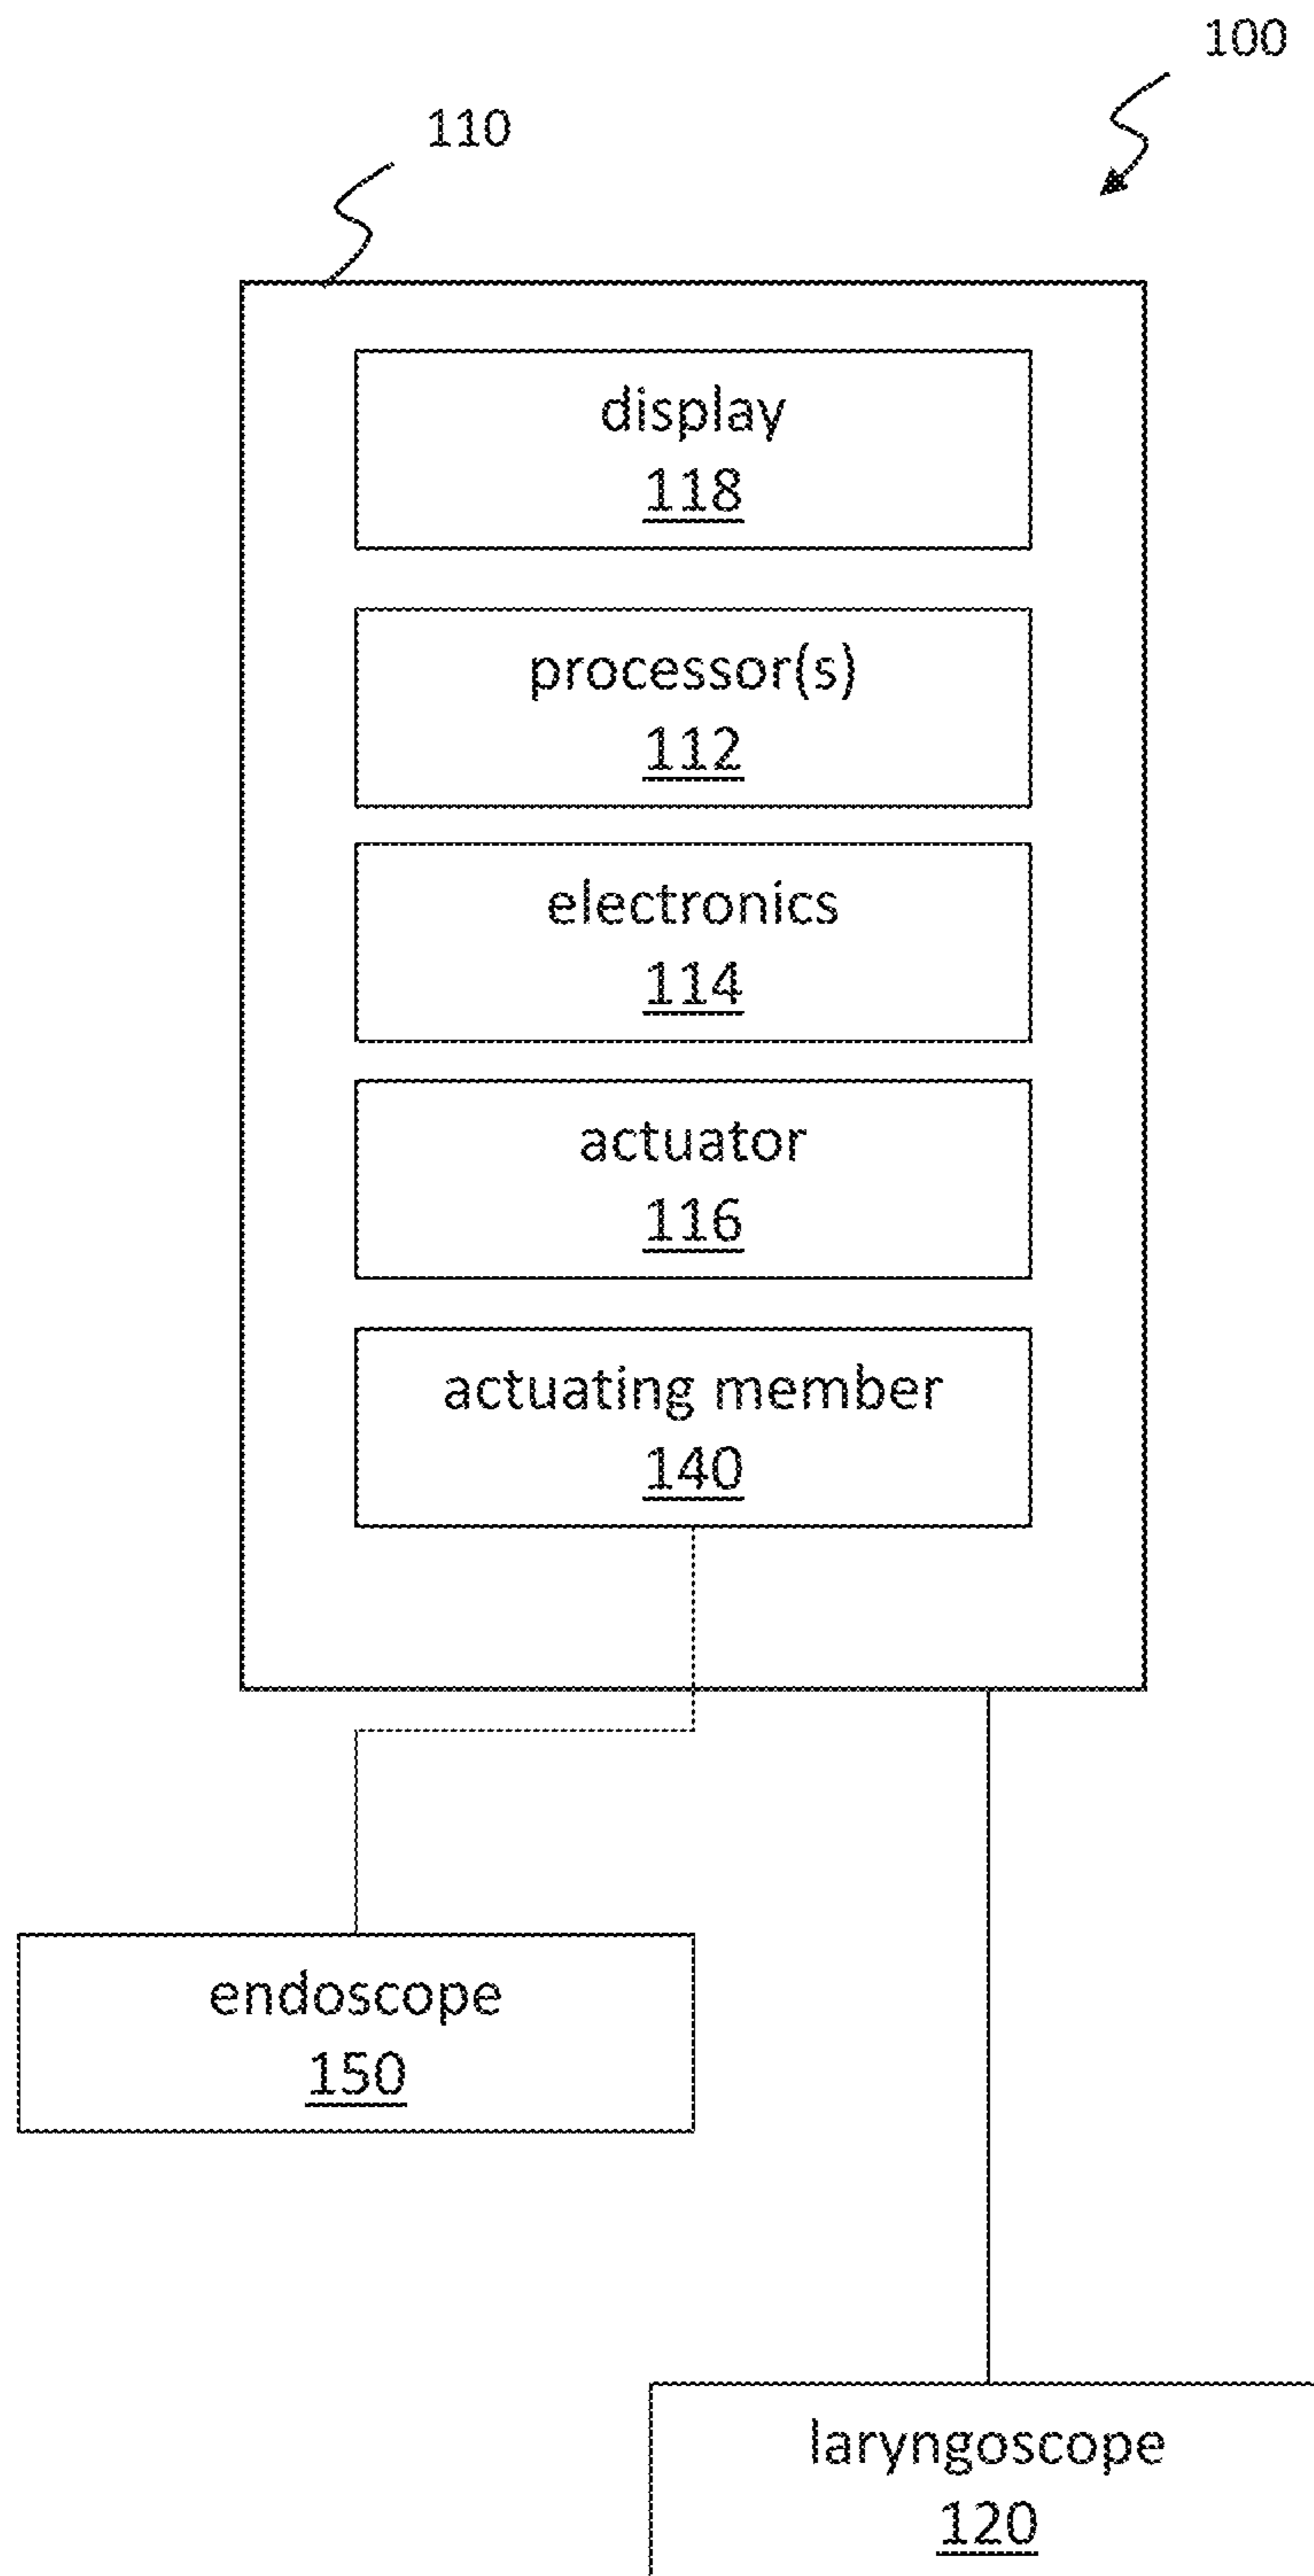 100
110
display
118
processor(s)
112
electronics
114
actuator
116
actuating member
140
endoscope
150
laryngoscope
120